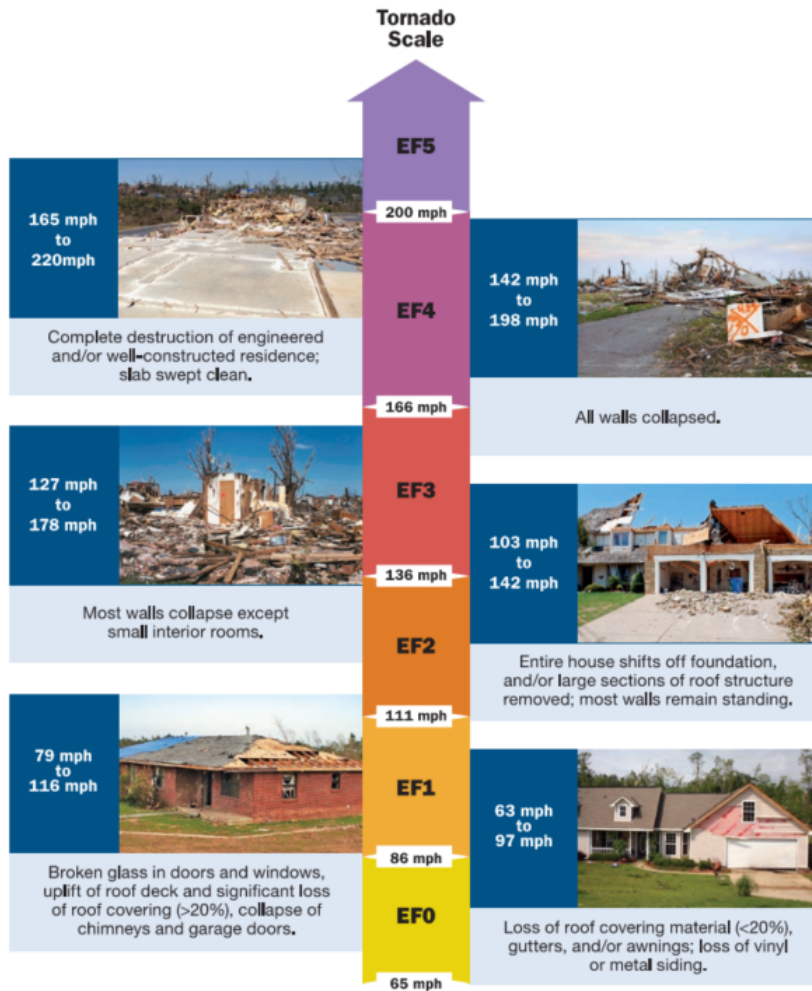 Tornado
Scale
EF5
200 mph
165 mph
to
220mph
Complete destruction of engineered
and/or well-constructed residence;
slab swept clean.
EF4
142 mph
to
198 mph
All walls collapsed.
166 mph
127 mph
to
178 mph
Most walls collapse except
small interior rooms.
EF3
136 mph
103 mph
to
142 mph
Entire house shifts off foundation,
and/or large sections of roof structure
removed; most walls remain standing.
EF2
111 mph
79 mph
to
116 mph
Broken glass in doors and windows,
uplift of roof deck and significant loss
of roof covering (>20%), collapse of
chimneys and garage doors.
EF1
86 mph
63 mph
to
97 mph
Loss of roof covering material (<20%),
gutters, and/or awnings; loss of vinyl
or metal siding.
EF0
65 mph